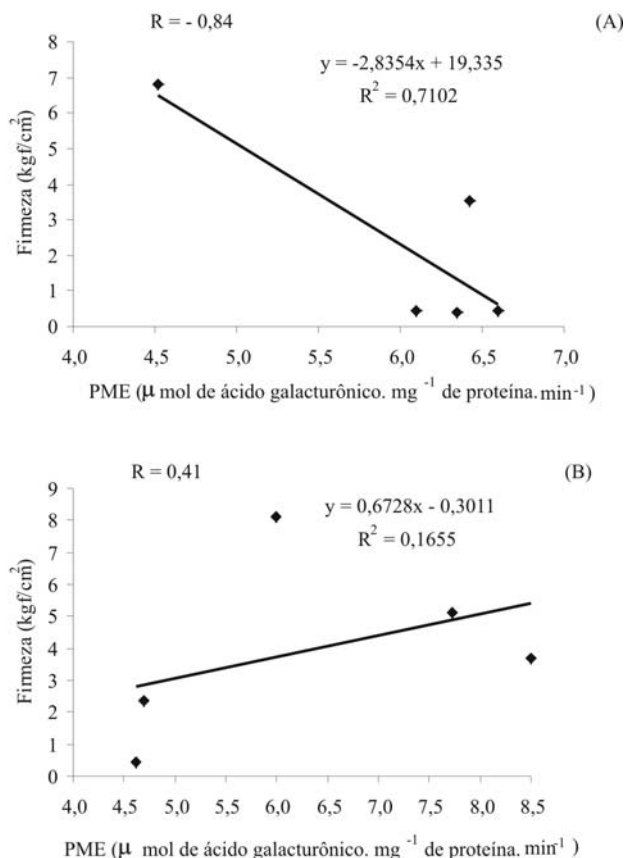 R = - 0,84
(A)
y = -2,8354x + 19,335
R² = 0,7102
Firmeza (kgf/cm²)
8
7
6
5
4
3
2
1
0
4,0 4,5 5,0 5,5 6,0 6,5 7,0
PME (μ mol de ácido galacturônico. mg ⁻¹ de proteína. min⁻¹ )
R = 0,41
(B)
y = 0,6728x - 0,3011
R² = 0,1655
Firmeza (kgf/cm²)
9
8
7
6
5
4
3
2
1
0
4,0 4,5 5,0 5,5 6,0 6,5 7,0 7,5 8,0 8,5
PME (μ mol de ácido galacturônico. mg ⁻¹ de proteína. min⁻¹ )